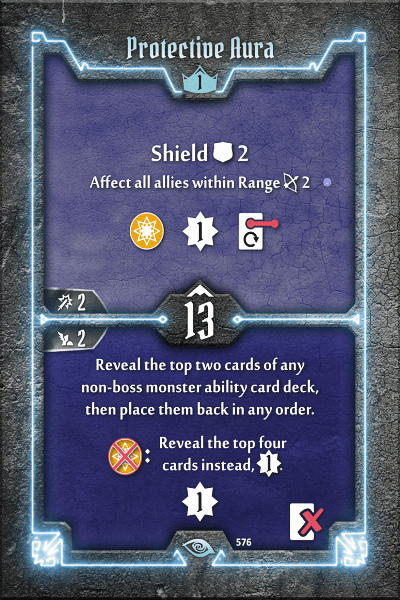 Protective Aura
1
Shield 2
Affect all allies within Range 2
1
2
13
2
Reveal the top two cards of any
non-boss monster ability card deck,
then place them back in any order.
: Reveal the top four
cards instead, 1.
1
576